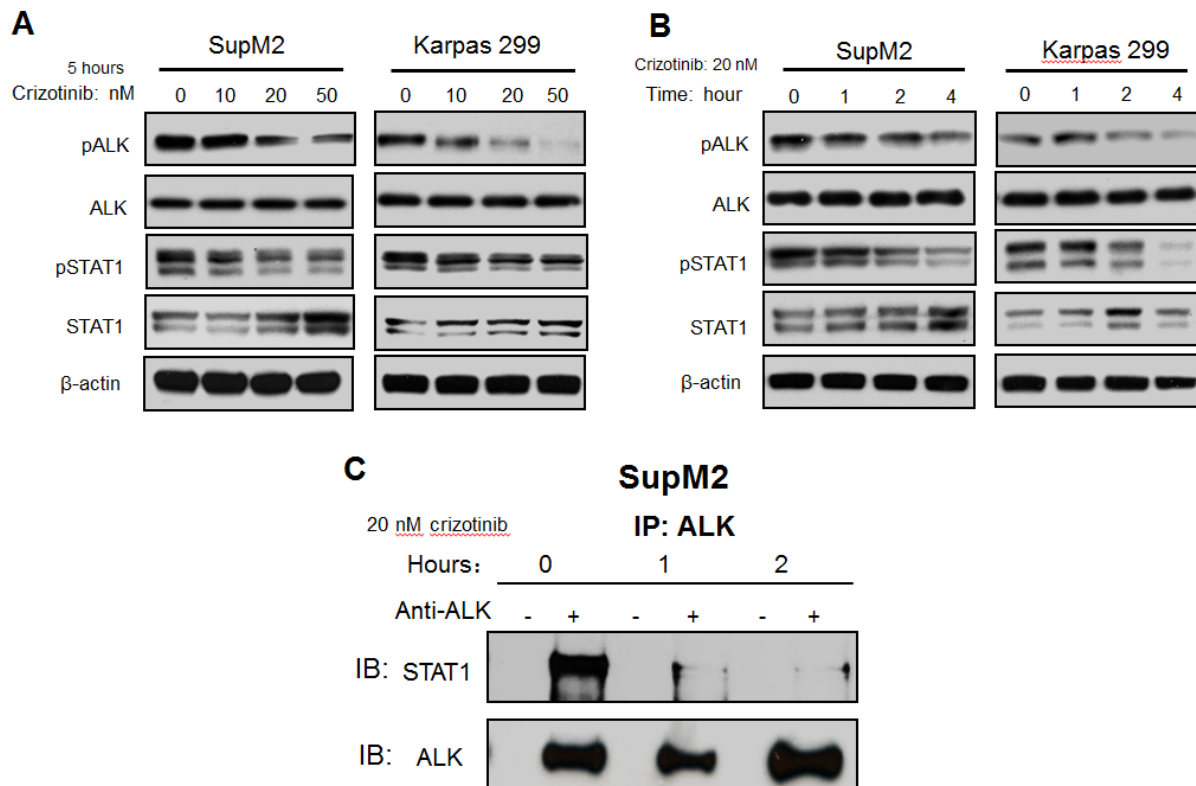 A
SupM2 Karpas 299
5 hours
Crizotinib: nM 0 10 20 50 0 10 20 50
pALK
ALK
pSTAT1
STAT1
β-actin
B
SupM2 Karpas 299
Crizotinib: 20 nM
Time: hour 0 1 2 4 0 1 2 4
pALK
ALK
pSTAT1
STAT1
β-actin
C
SupM2
20 nM crizotinib IP: ALK
Hours: 0 1 2
Anti-ALK - + - + - +
IB: STAT1
IB: ALK